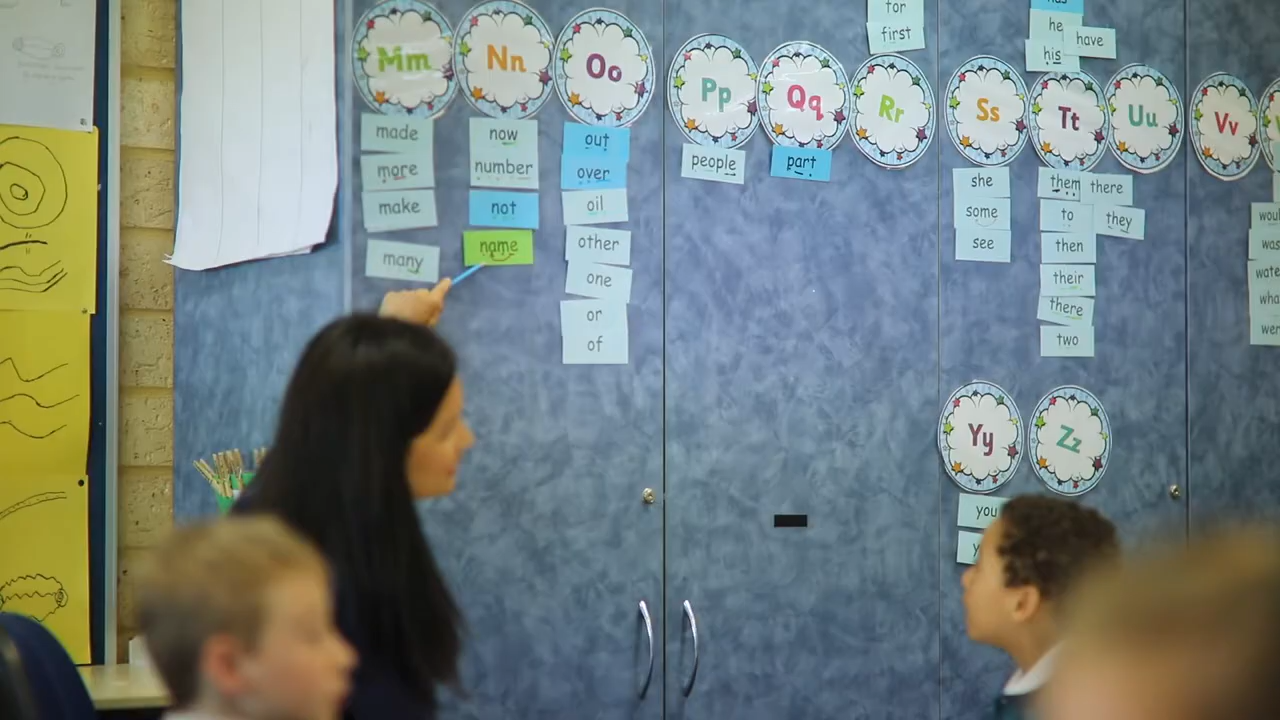 for
first
has
he
have
his
Mm
Nn
Oo
Pp
Qq
Rr
Ss
Tt
Uu
Vv
made
more
make
many
now
number
not
name
out
over
oil
other
one
or
of
people
part
she
some
see
them
there
to
they
then
their
there
two
Yy
Zz
you